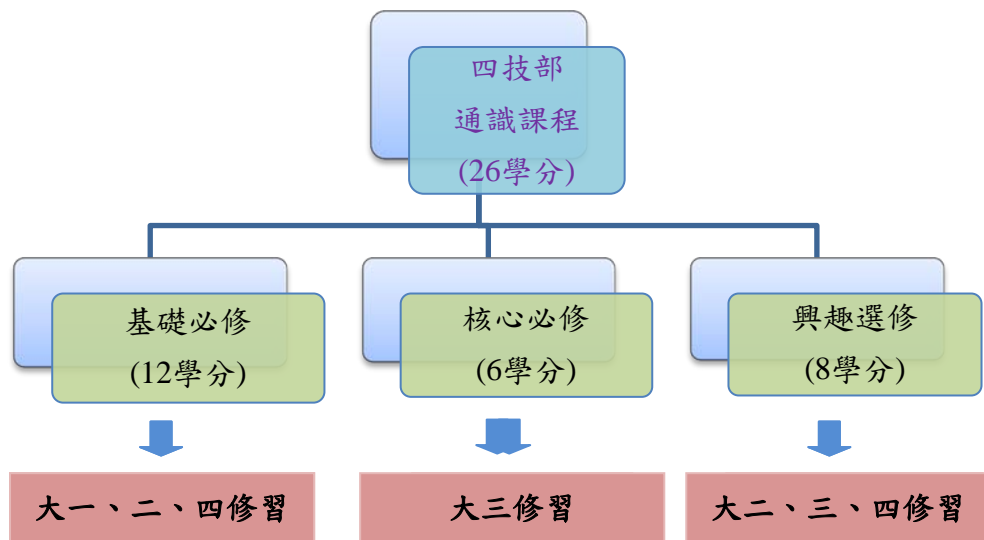 四技部
通識課程
(26學分)
基礎必修
(12學分)
核心必修
(6學分)
興趣選修
(8學分)
大一、二、四修習
大三修習
大二、三、四修習